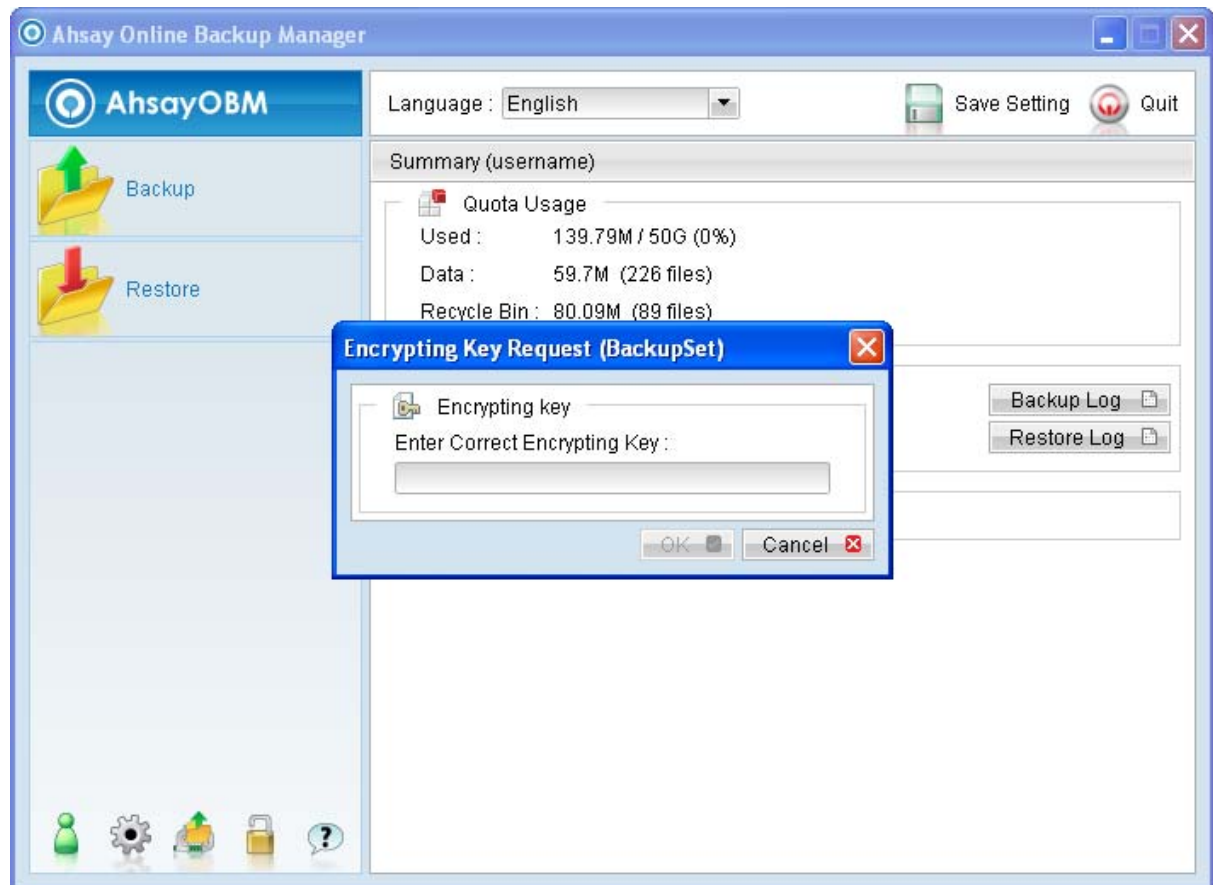 Ahsay Online Backup Manager
AhsayOBM
Language : English
Save Setting
Quit
Backup
Restore
Summary (username)
Quota Usage
Used : 139.79M / 50G (0%)
Data : 59.7M (226 files)
Recycle Bin : 80.09M (89 files)
Encrypting Key Request (BackupSet)
Encrypting key
Enter Correct Encrypting Key :
OK
Cancel
Backup Log
Restore Log